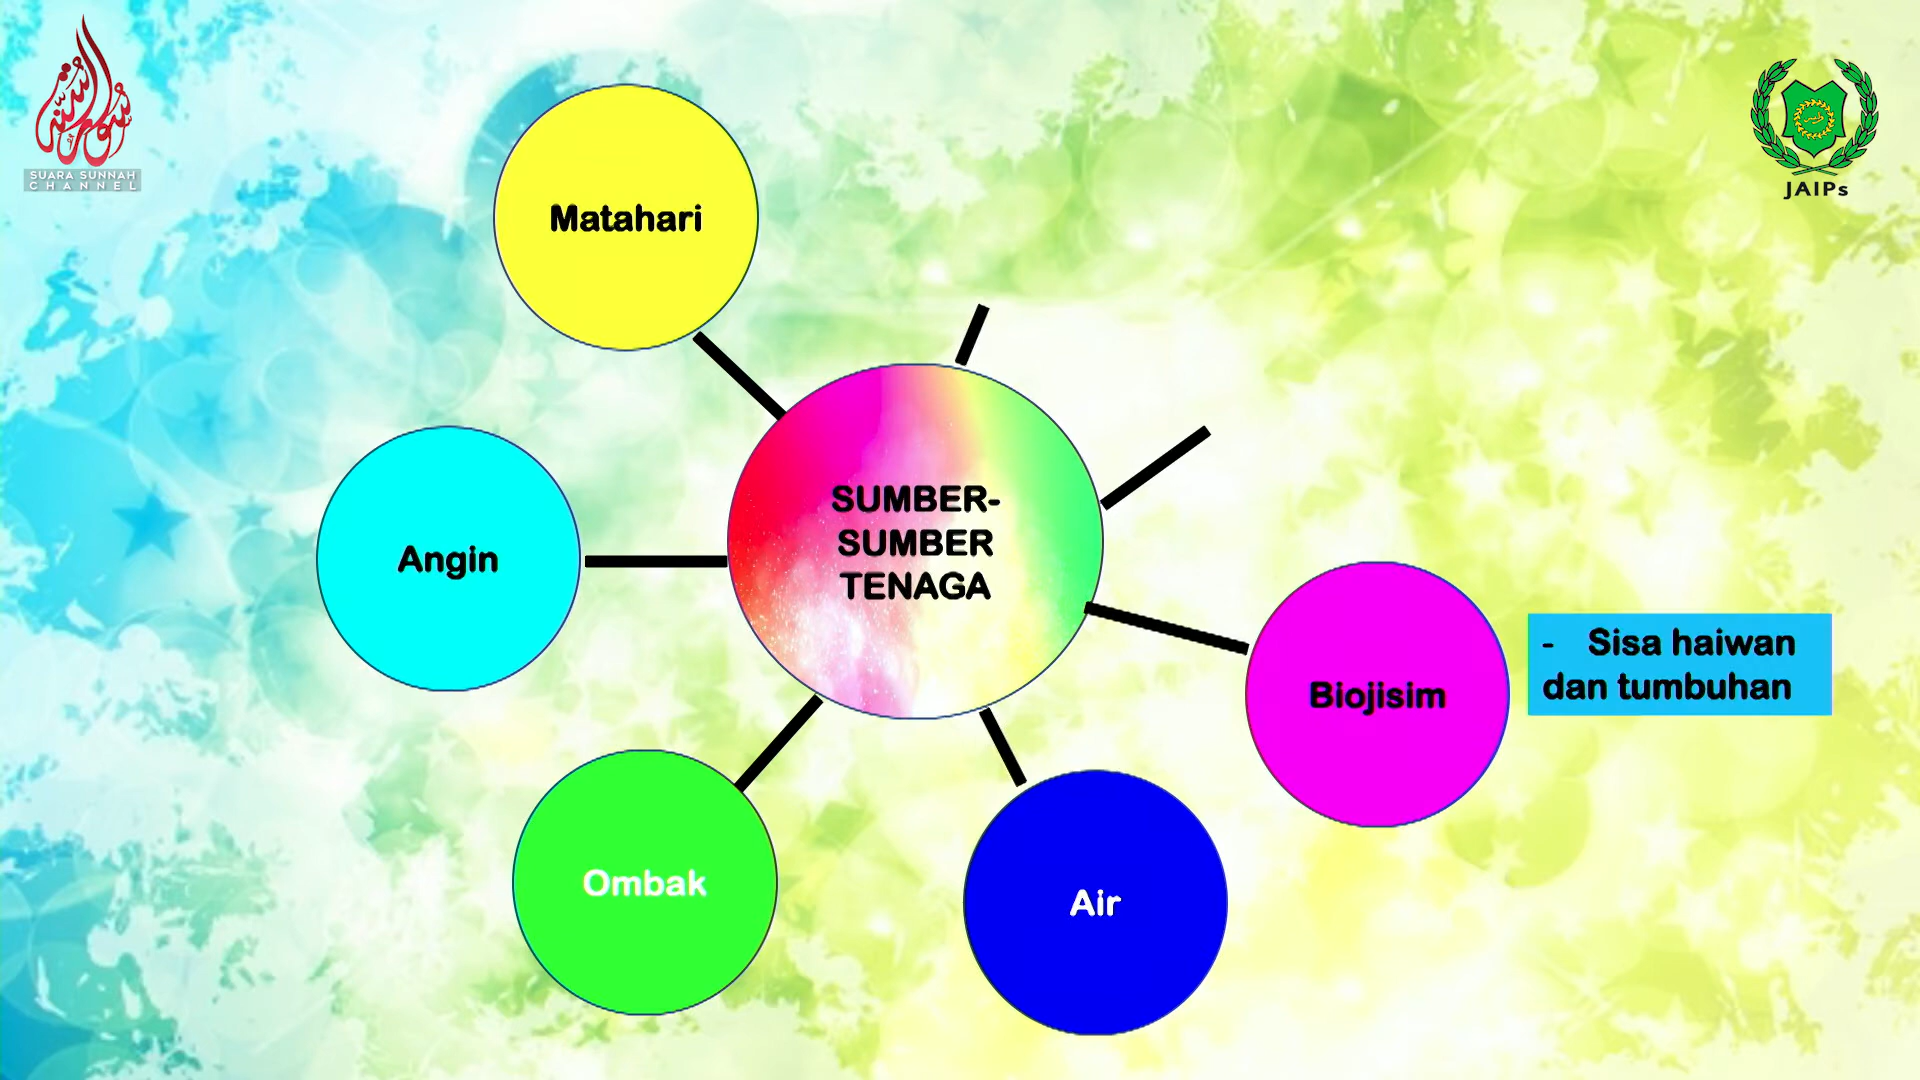 SUARA SUNNAH
CHANNEL
JAIPs
Matahari
SUMBER-
SUMBER
TENAGA
Angin
- Sisa haiwan
dan tumbuhan
Biojisim
Ombak
Air